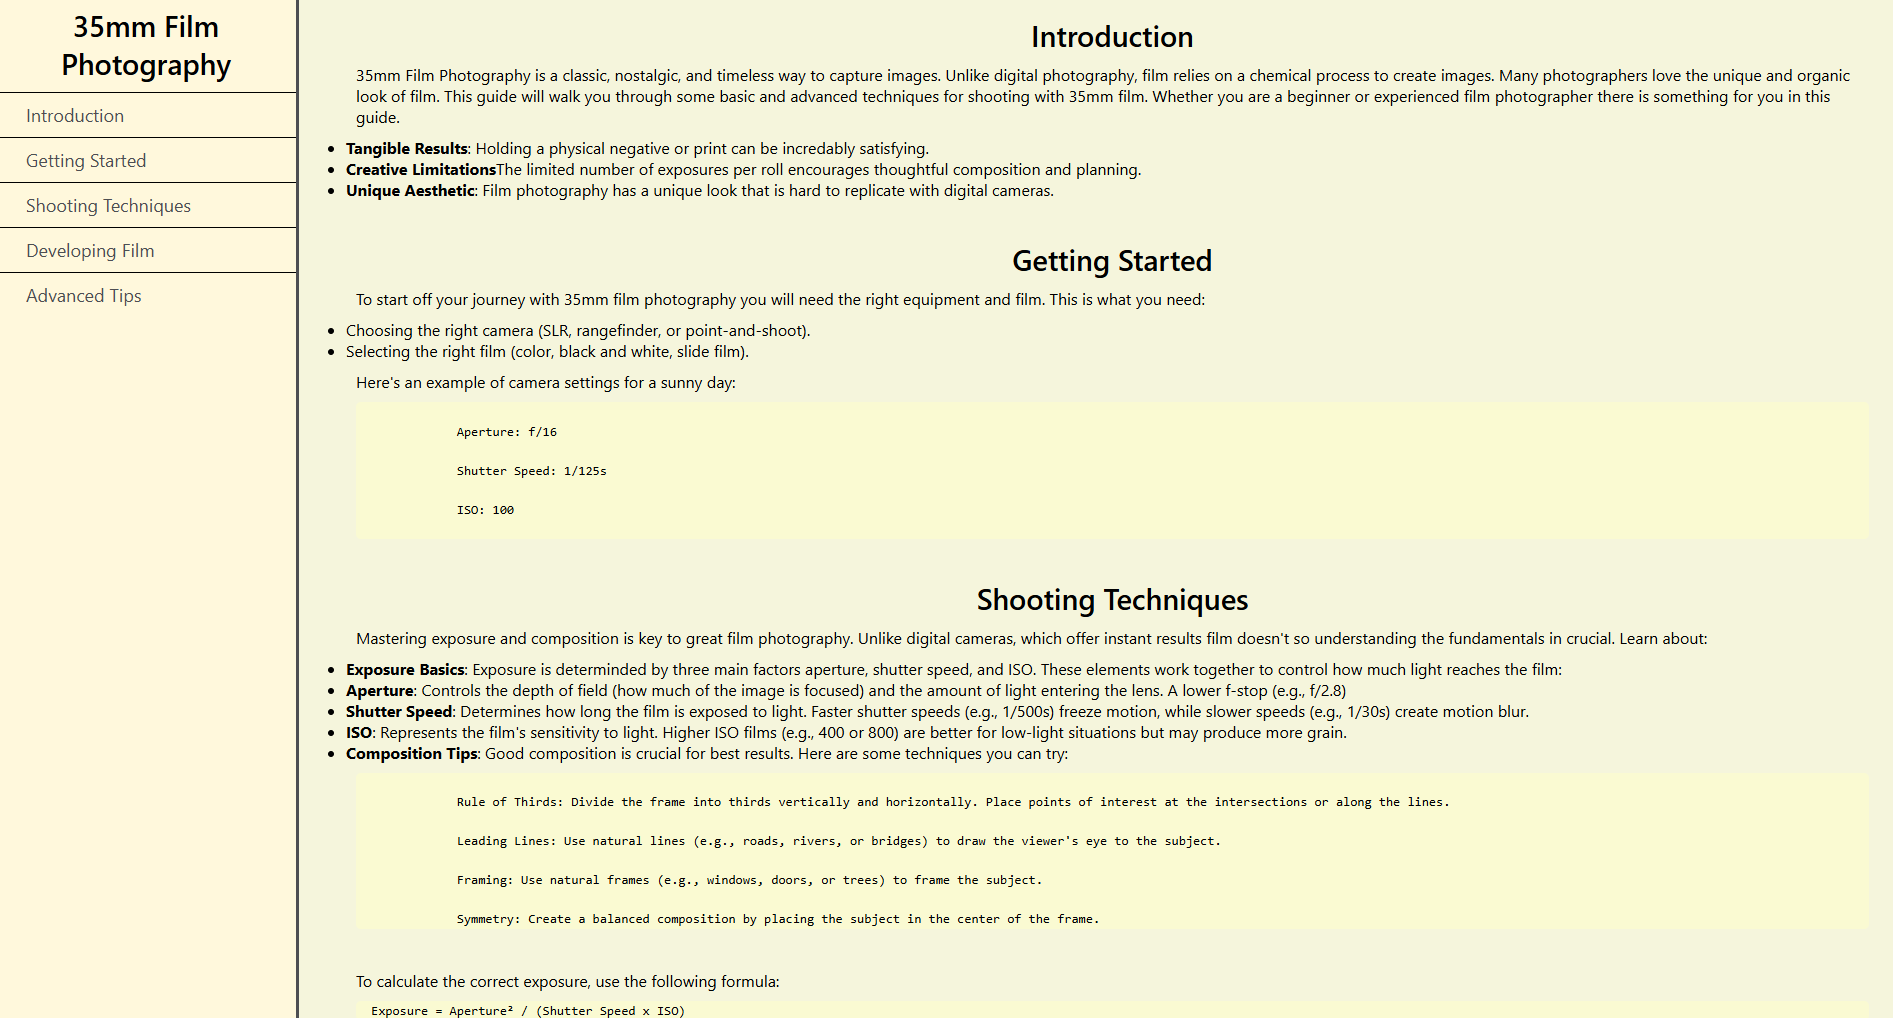 35mm Film
Photography
Introduction
Getting Started
Shooting Techniques
Developing Film
Advanced Tips
Introduction
35mm Film Photography is a classic, nostalgic, and timeless way to capture images. Unlike digital photography, film relies on a chemical process to create images. Many photographers love the unique and organic
look of film. This guide will walk you through some basic and advanced techniques for shooting with 35mm film. Whether you are a beginner or experienced film photographer there is something for you in this
guide.
• Tangible Results: Holding a physical negative or print can be incredably satisfying.
• Creative LimitationsThe limited number of exposures per roll encourages thoughtful composition and planning.
• Unique Aesthetic: Film photography has a unique look that is hard to replicate with digital cameras.
Getting Started
To start off your journey with 35mm film photography you will need the right equipment and film. This is what you need:
• Choosing the right camera (SLR, rangefinder, or point-and-shoot).
• Selecting the right film (color, black and white, slide film).
Here's an example of camera settings for a sunny day:
Aperture: f/16
Shutter Speed: 1/125s
ISO: 100
Shooting Techniques
Mastering exposure and composition is key to great film photography. Unlike digital cameras, which offer instant results film doesn't so understanding the fundamentals in crucial. Learn about:
• Exposure Basics: Exposure is determinded by three main factors aperture, shutter speed, and ISO. These elements work together to control how much light reaches the film:
• Aperture: Controls the depth of field (how much of the image is focused) and the amount of light entering the lens. A lower f-stop (e.g., f/2.8)
• Shutter Speed: Determines how long the film is exposed to light. Faster shutter speeds (e.g., 1/500s) freeze motion, while slower speeds (e.g., 1/30s) create motion blur.
• ISO: Represents the film's sensitivity to light. Higher ISO films (e.g., 400 or 800) are better for low-light situations but may produce more grain.
• Composition Tips: Good composition is crucial for best results. Here are some techniques you can try:
Rule of Thirds: Divide the frame into thirds vertically and horizontally. Place points of interest at the intersections or along the lines.
Leading Lines: Use natural lines (e.g., roads, rivers, or bridges) to draw the viewer's eye to the subject.
Framing: Use natural frames (e.g., windows, doors, or trees) to frame the subject.
Symmetry: Create a balanced composition by placing the subject in the center of the frame.
To calculate the correct exposure, use the following formula:
Exposure = Aperture² / (Shutter Speed x ISO)